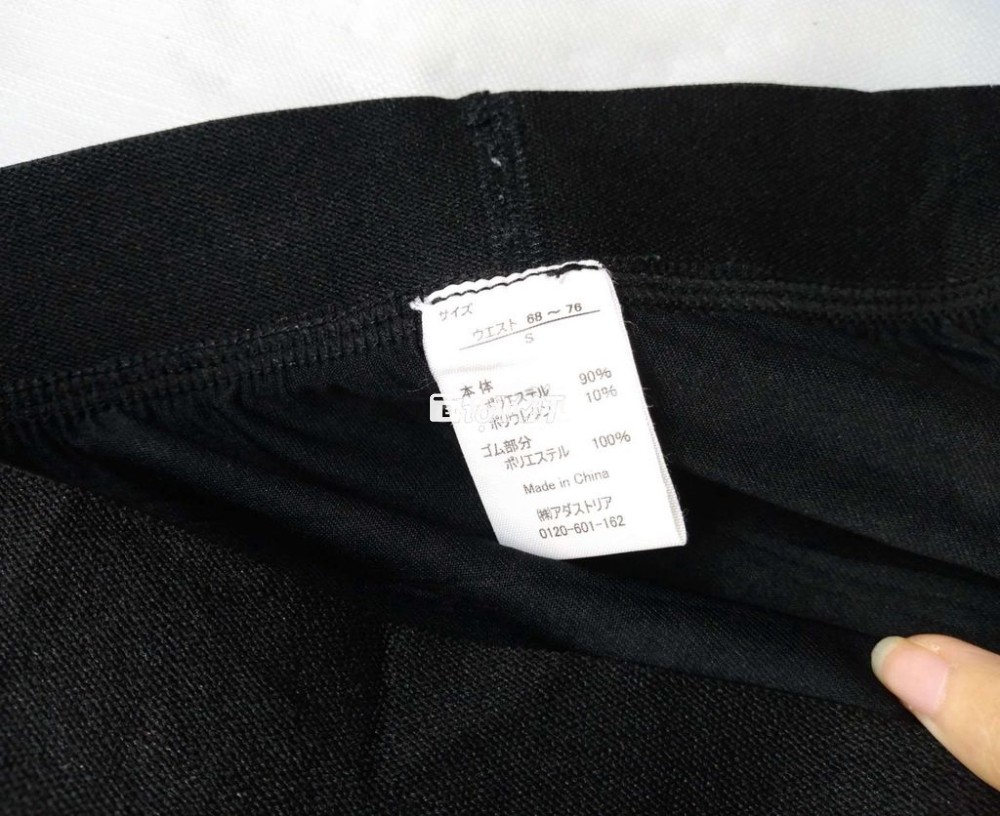 サイズ
ウエスト 68～76
S
本体
ポリエステル 90%
ポリウレタン 10%
ゴム部分
ポリエステル 100%
Made in China
㈱アダストリア
0120-601-162